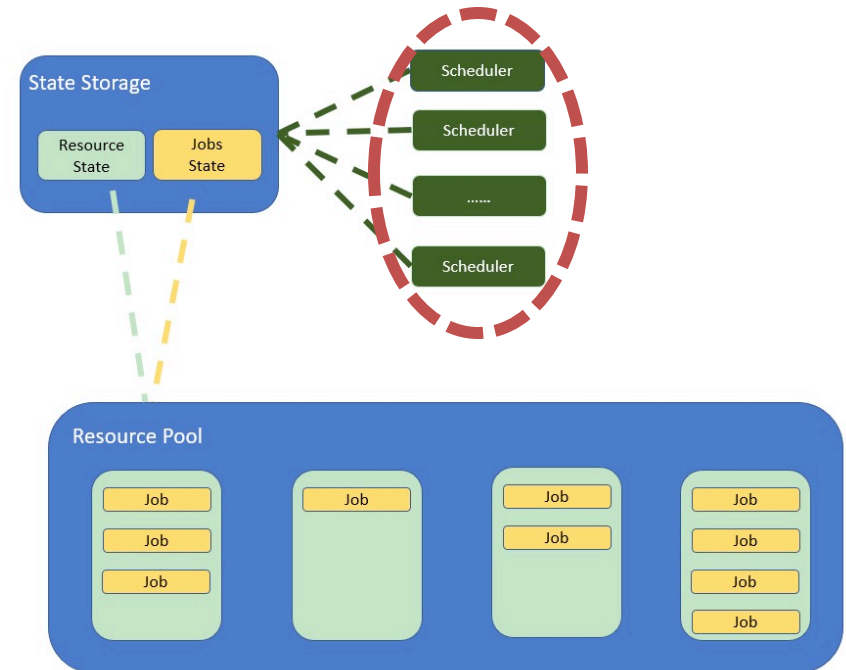 State Storage
Resource
State
Jobs
State
Scheduler
Scheduler
......
Scheduler
Resource Pool
Job
Job
Job
Job
Job
Job
Job
Job
Job
Job